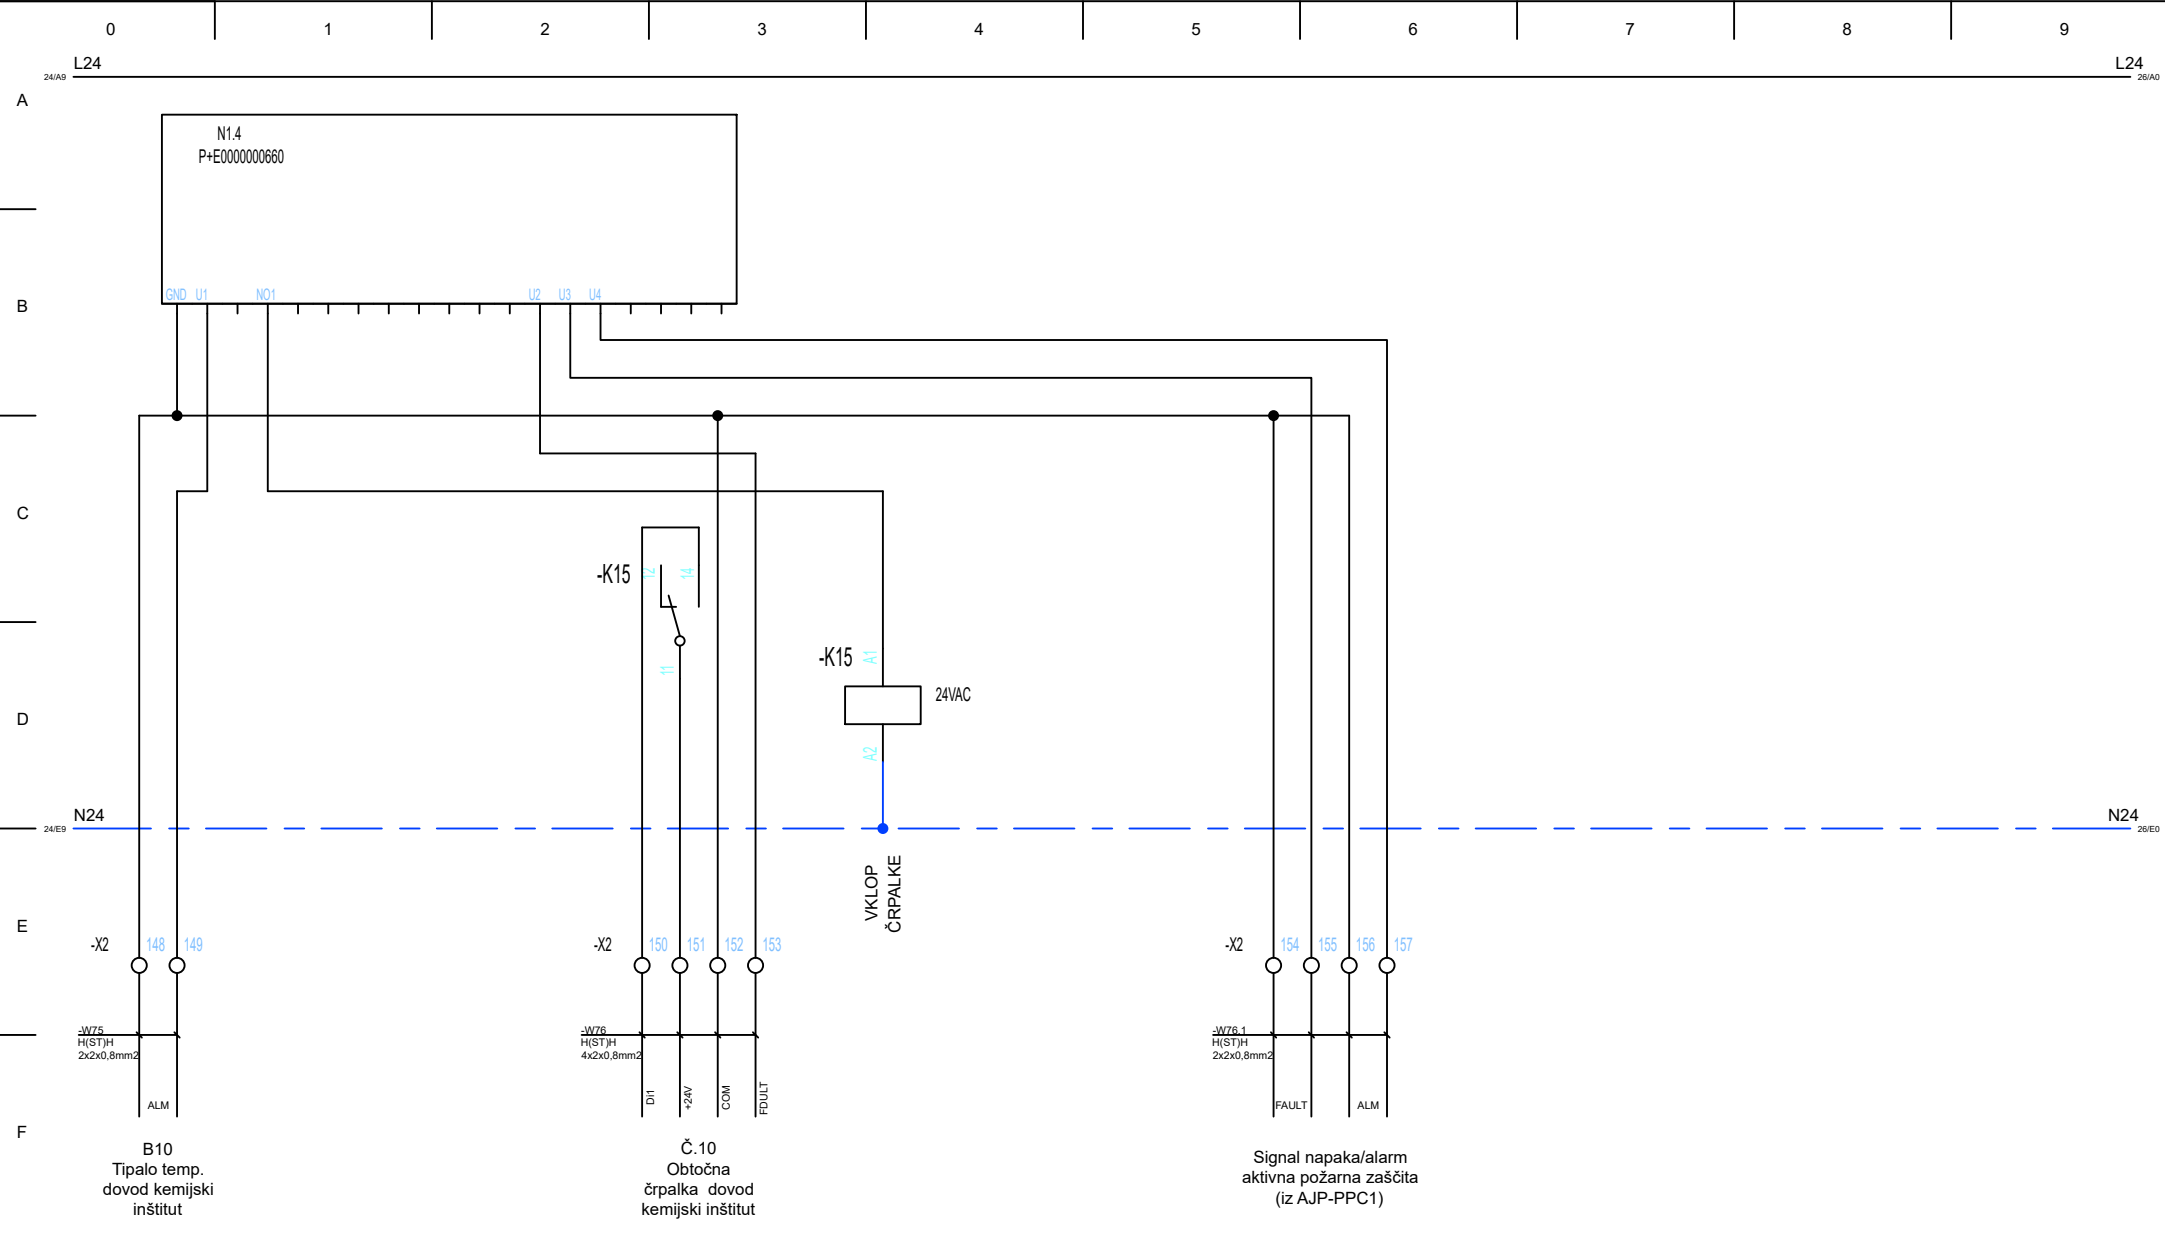 0 1 2 3 4 5 6 7 8 9
L24 L24
24/A9 26/A0
A
N1.4
P+E0000000660
GND U1 NO1 U2 U3 U4
B
C
-K15 12 14
11
-K15 A1
24VAC
D
A2
N24 N24
24/E9 26/E0
VKLOP
ČRPALKE
E
-X2 148 149 -X2 150 151 152 153 -X2 154 155 156 157
-W75 -W76 -W76.1
H(ST)H H(ST)H H(ST)H
2x2x0,8mm2 4x2x0,8mm2 2x2x0,8mm2
ALM DI1 +24V COM FDULT FAULT ALM
F
B10
Tipalo temp.
dovod kemijski
inštitut
Č.10
Obtočna
črpalka dovod
kemijski inštitut
Signal napaka/alarm
aktivna požarna zaščita
(iz AJP-PPC1)